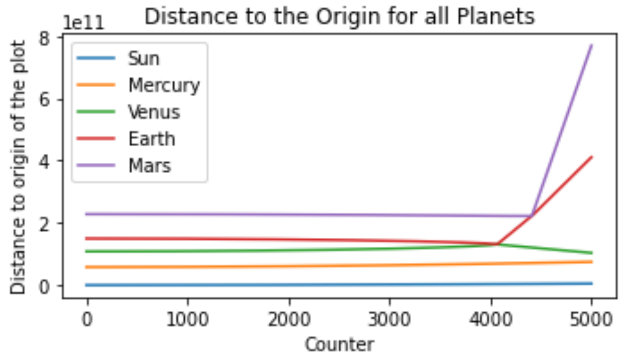 Distance to the Origin for all Planets
1e11
Distance to origin of the plot
8
6
4
2
0
Sun
Mercury
Venus
Earth
Mars
0 1000 2000 3000 4000 5000
Counter